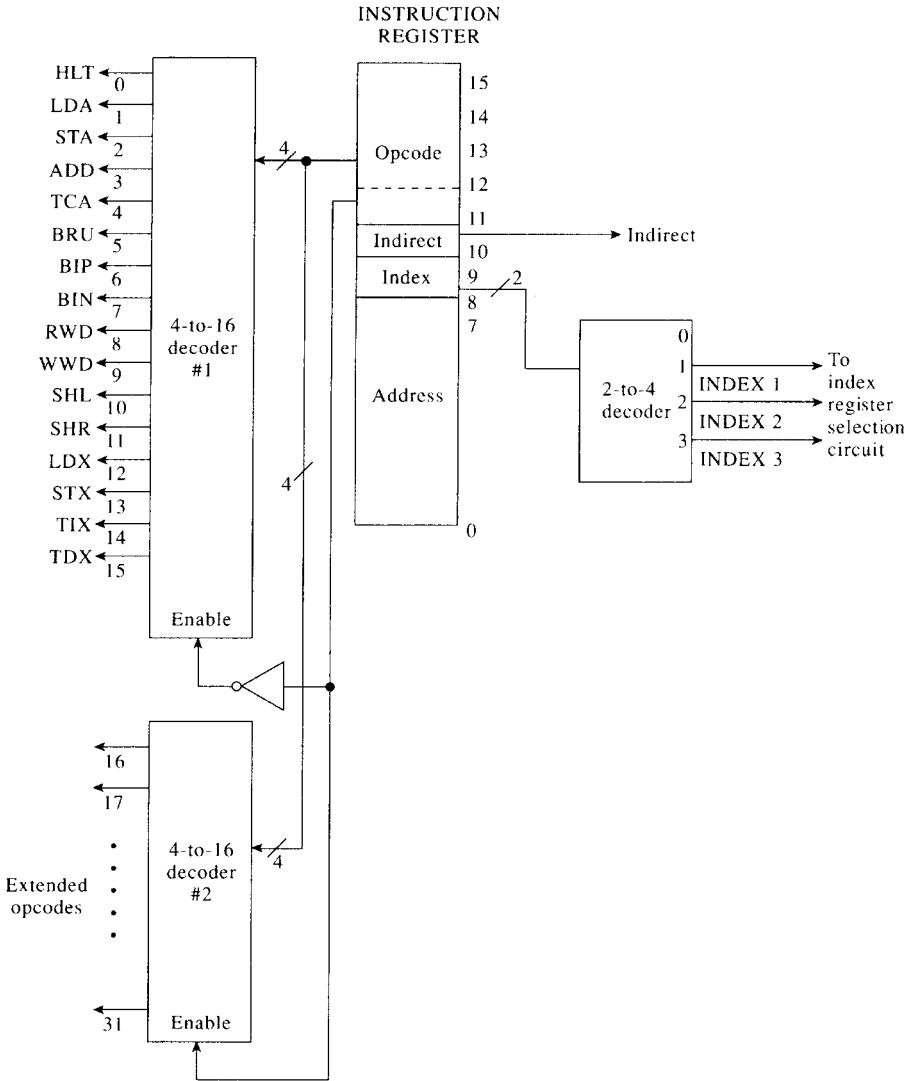 INSTRUCTION
REGISTER
HLT
0
LDA
1
STA
2
ADD
3
TCA
4
BRU
5
BIP
6
BIN
7
RWD
8
WWD
9
SHL
10
SHR
11
LDX
12
STX
13
TIX
14
TDX
15
4-to-16
decoder
#1
Enable
4
4
Opcode
Indirect
Index
Address
15
14
13
12
11
10
9
8
7
0
Indirect
2
2-to-4
decoder
0
1
2
3
INDEX 1
INDEX 2
INDEX 3
To
index
register
selection
circuit
16
17
31
Extended
opcodes
4-to-16
decoder
#2
Enable
4